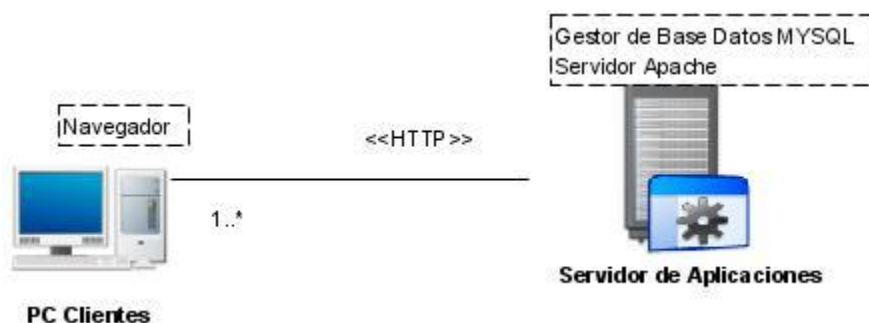 Gestor de Base Datos MYSQL
Servidor Apache
Navegador
<<HTTP>>
1..*
Servidor de Aplicaciones
PC Clientes